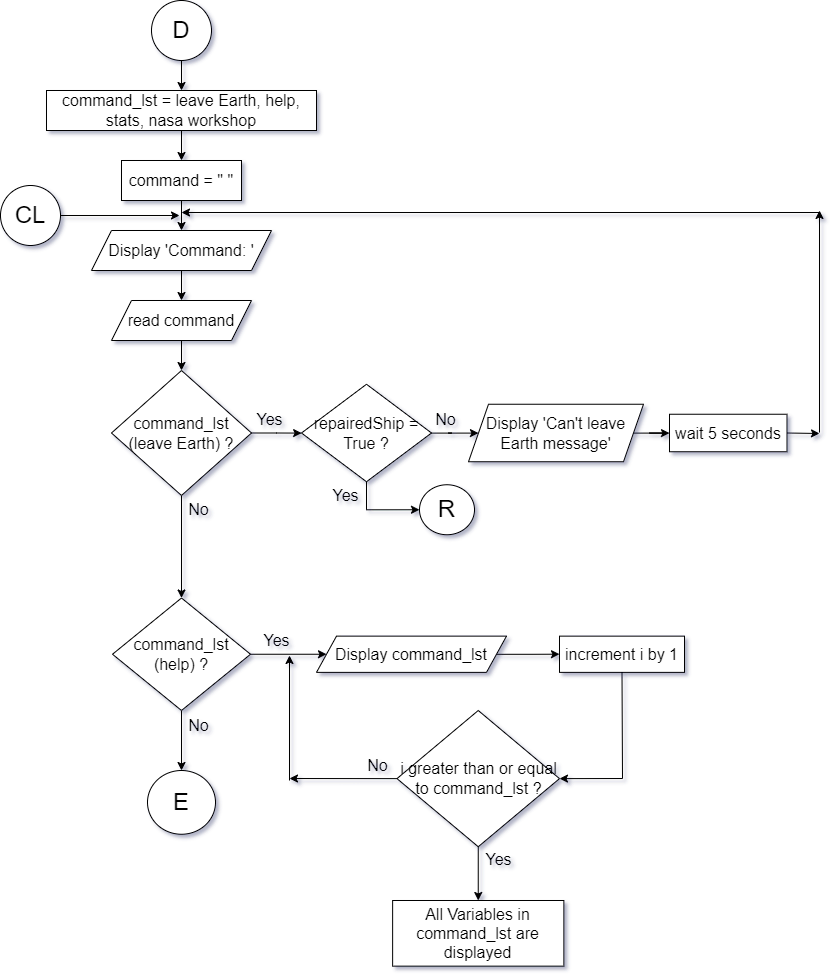 D
command_lst = leave Earth, help,
stats, nasa workshop
command = " "
CL
Display 'Command: '
read command
command_lst
(leave Earth) ?
Yes
repairedShip =
True ?
No
Display 'Can't leave
Earth message'
wait 5 seconds
Yes
R
No
command_lst
(help) ?
Yes
Display command_lst
increment i by 1
No
E
No
i greater than or equal
to command_lst ?
Yes
All Variables in
command_lst are
displayed